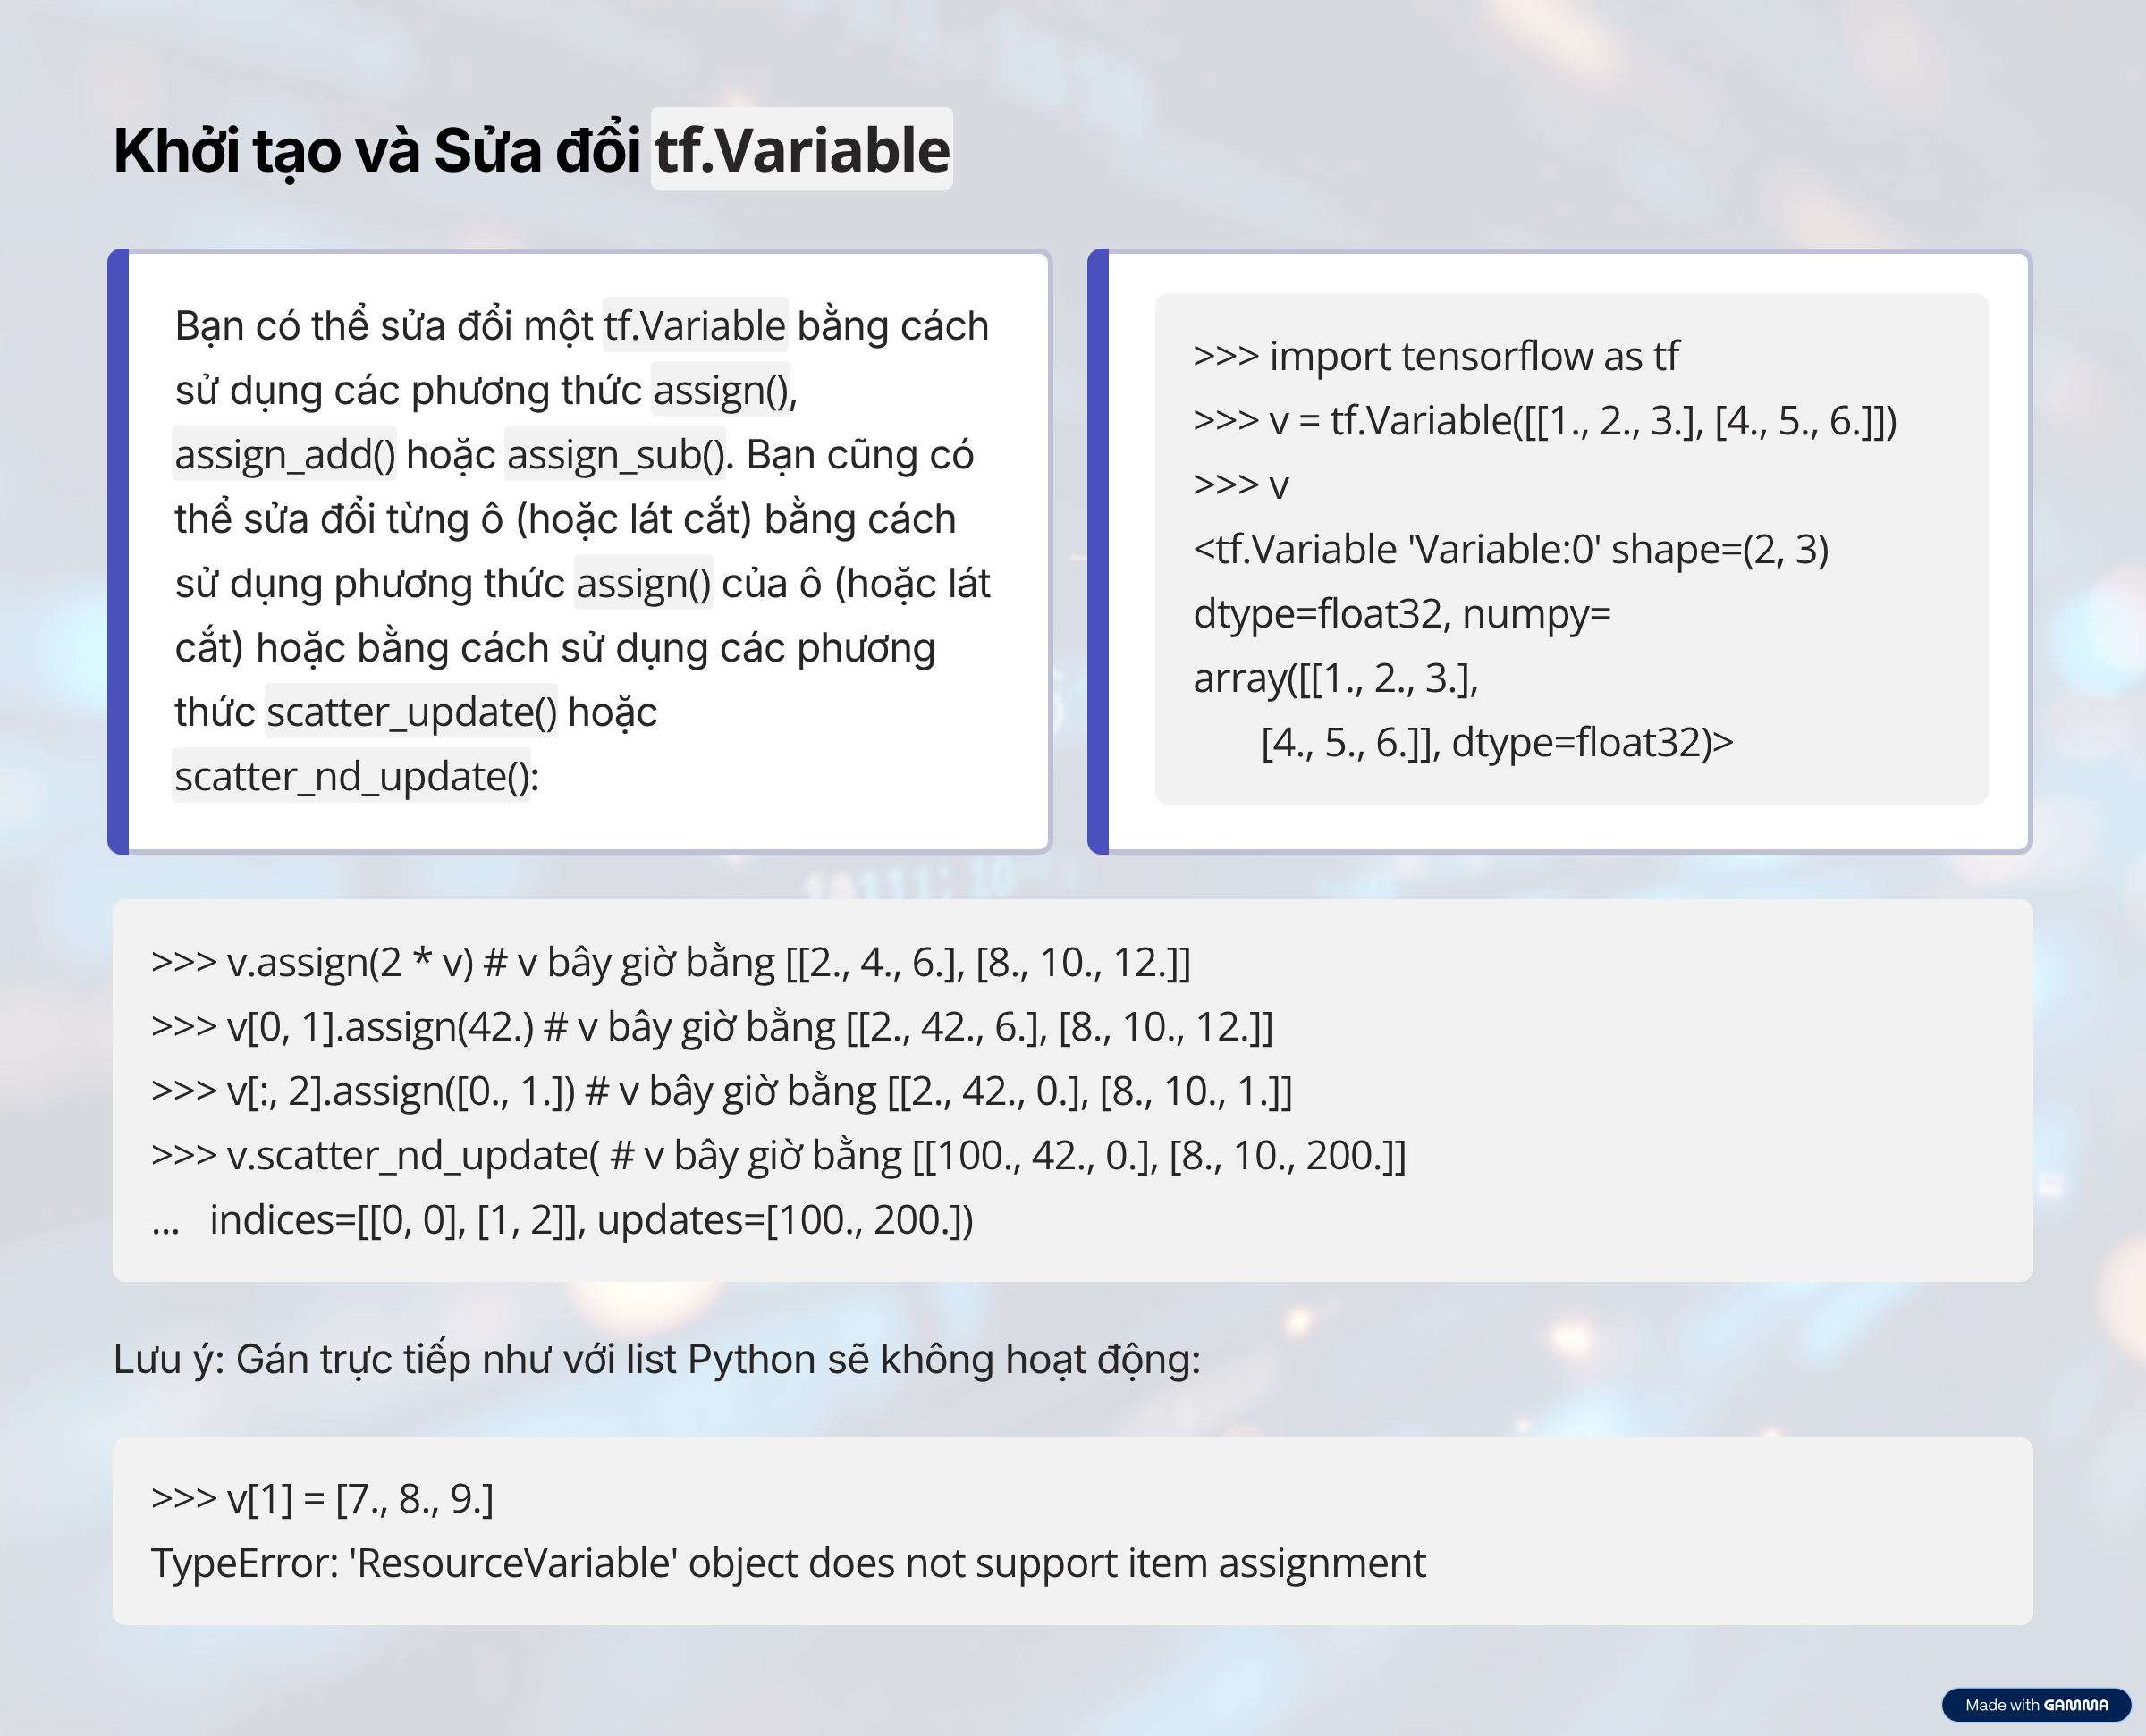 Khởi tạo và Sửa đổi tf.Variable
Bạn có thể sửa đổi một tf.Variable bằng cách
sử dụng các phương thức assign(),
assign_add() hoặc assign_sub(). Bạn cũng có
thể sửa đổi từng ô (hoặc lát cắt) bằng cách
sử dụng phương thức assign() của ô (hoặc lát
cắt) hoặc bằng cách sử dụng các phương
thức scatter_update() hoặc
scatter_nd_update():
>>> import tensorflow as tf
>>> v = tf.Variable([[1., 2., 3.], [4., 5., 6.]])
>>> v
<tf.Variable 'Variable:0' shape=(2, 3)
dtype=float32, numpy=
array([[1., 2., 3.],
[4., 5., 6.]], dtype=float32)>
>>> v.assign(2 * v) # v bây giờ bằng [[2., 4., 6.], [8., 10., 12.]]
>>> v[0, 1].assign(42.) # v bây giờ bằng [[2., 42., 6.], [8., 10., 12.]]
>>> v[:, 2].assign([0., 1.]) # v bây giờ bằng [[2., 42., 0.], [8., 10., 1.]]
>>> v.scatter_nd_update( # v bây giờ bằng [[100., 42., 0.], [8., 10., 200.]]
... indices=[[0, 0], [1, 2]], updates=[100., 200.])
Lưu ý: Gán trực tiếp như với list Python sẽ không hoạt động:
>>> v[1] = [7., 8., 9.]
TypeError: 'ResourceVariable' object does not support item assignment
Made with GAMMA